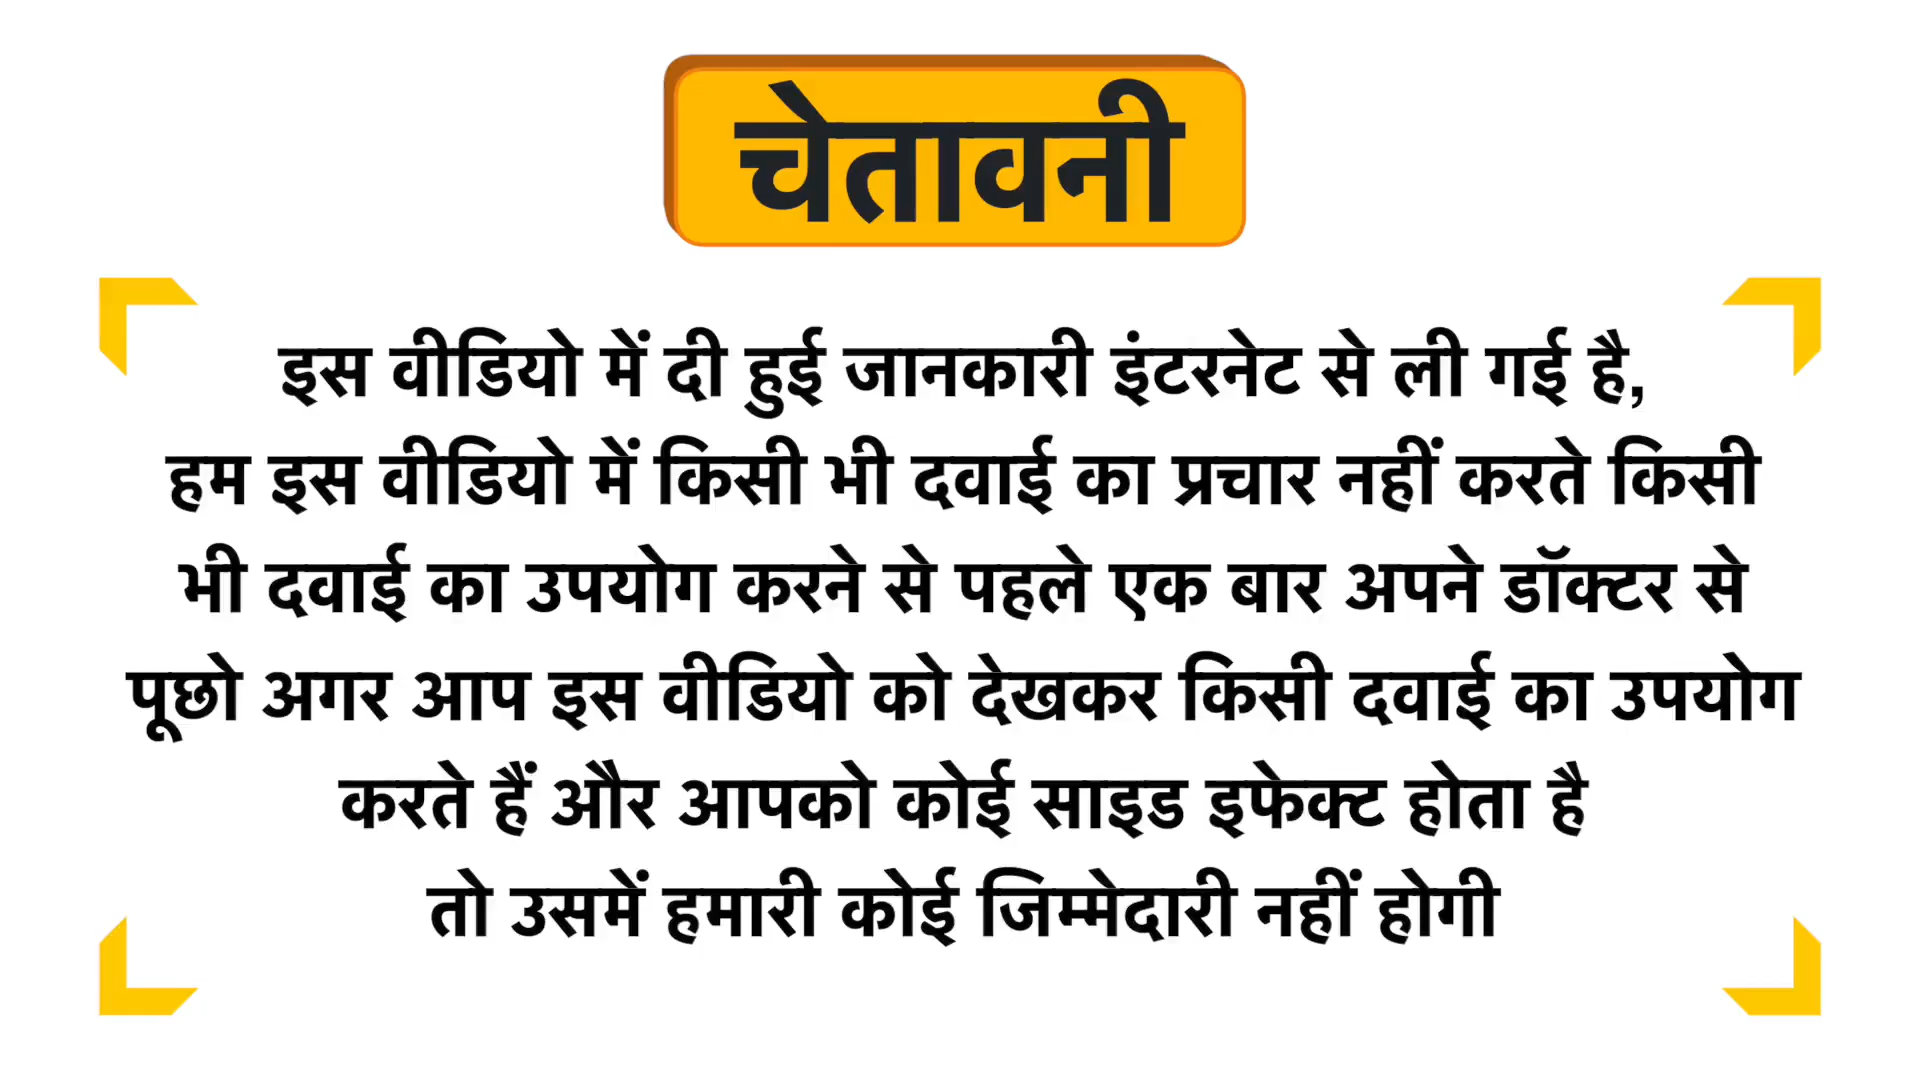 चेतावनी
इस वीडियो में दी हुई जानकारी इंटरनेट से ली गई है,
हम इस वीडियो में किसी भी दवाई का प्रचार नहीं करते किसी
भी दवाई का उपयोग करने से पहले एक बार अपने डॉक्टर से
पूछो अगर आप इस वीडियो को देखकर किसी दवाई का उपयोग
करते हैं और आपको कोई साइड इफेक्ट होता है
तो उसमें हमारी कोई जिम्मेदारी नहीं होगी